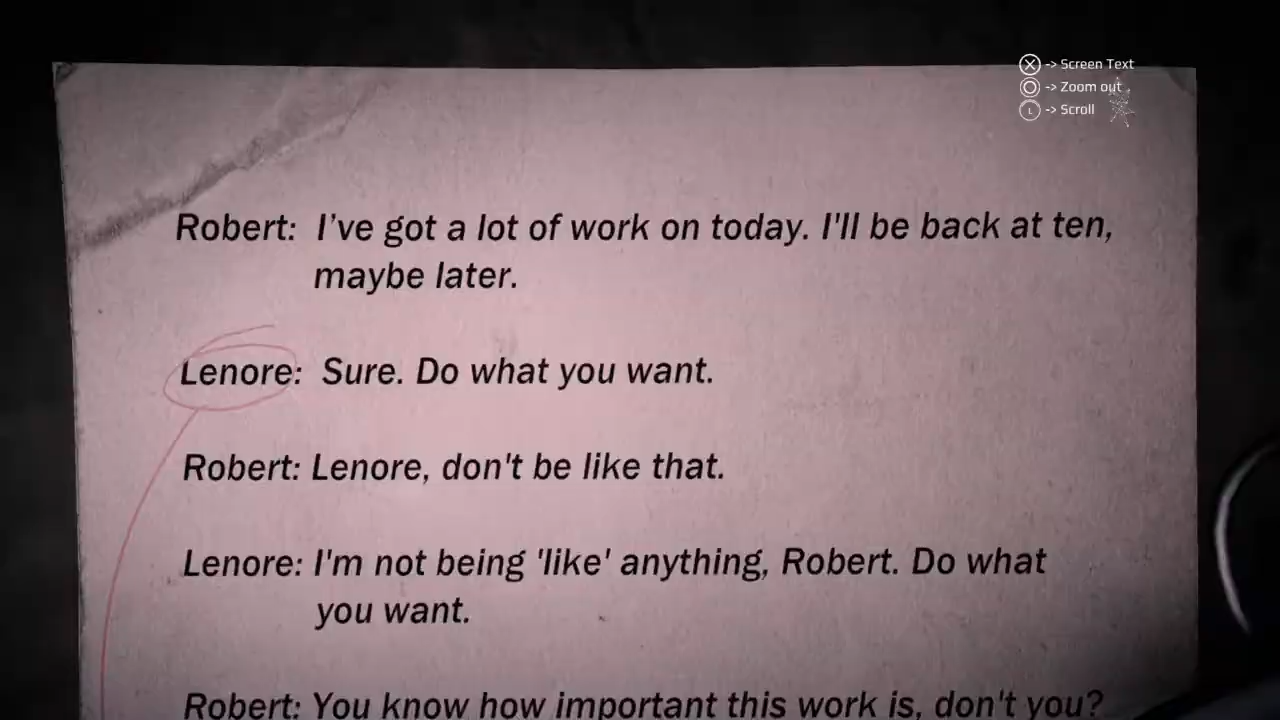 -> Screen Text
-> Zoom out
L -> Scroll
Robert: I've got a lot of work on today. I'll be back at ten,
maybe later.
Lenore: Sure. Do what you want.
Robert: Lenore, don't be like that.
Lenore: I'm not being 'like' anything, Robert. Do what
you want.
Robert: You know how important this work is, don't you?